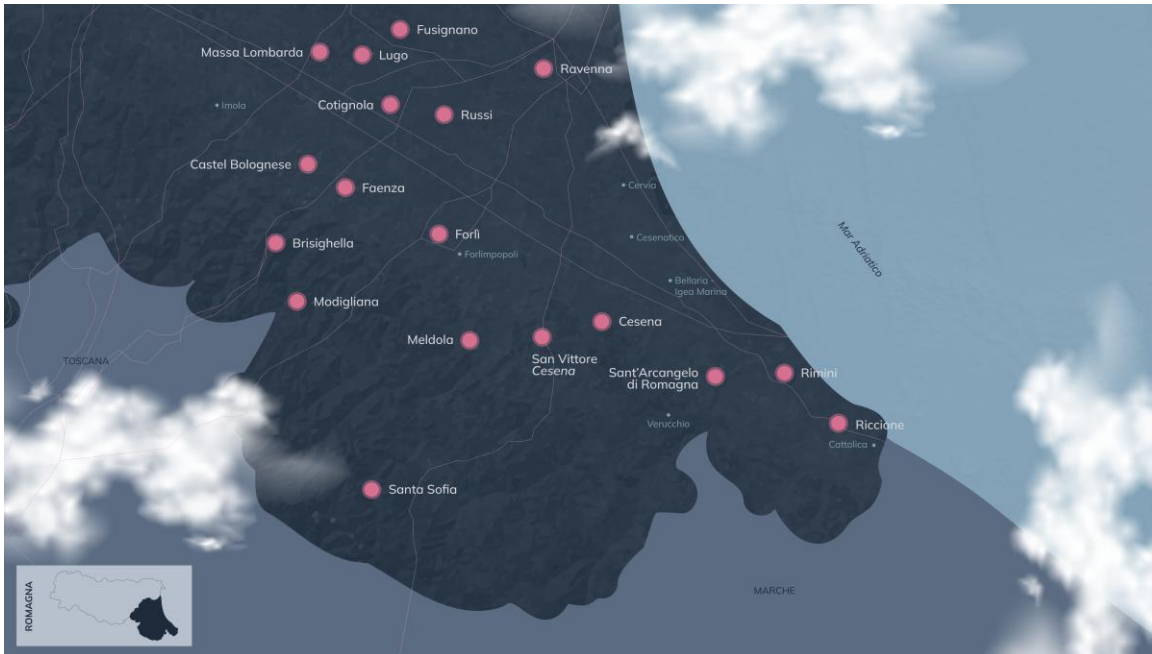 Fusignano
Massa Lombarda
Lugo
Ravenna
Imola
Cotignola
Russi
Castel Bolognese
Faenza
Cervia
Forlì
Cesenatico
Brisighella
Forlimpopoli
Mar Adriatico
Bellaria -
Igea Marina
Modigliana
Cesena
Meldola
San Vittore
Cesena
TOSCANA
Sant'Arcangelo
di Romagna
Rimini
Verucchio
Riccione
Cattolica
Santa Sofia
MARCHE
ROMAGNA